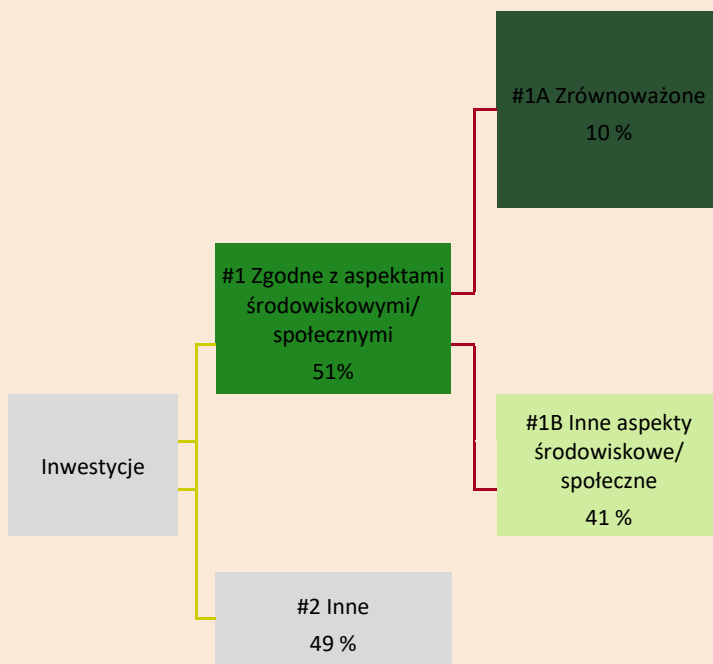 #1A Zrównoważone
10 %
#1 Zgodne z aspektami
środowiskowymi/
społecznymi
51%
Inwestycje
#1B Inne aspekty
środowiskowe/
społeczne
41 %
#2 Inne
49 %